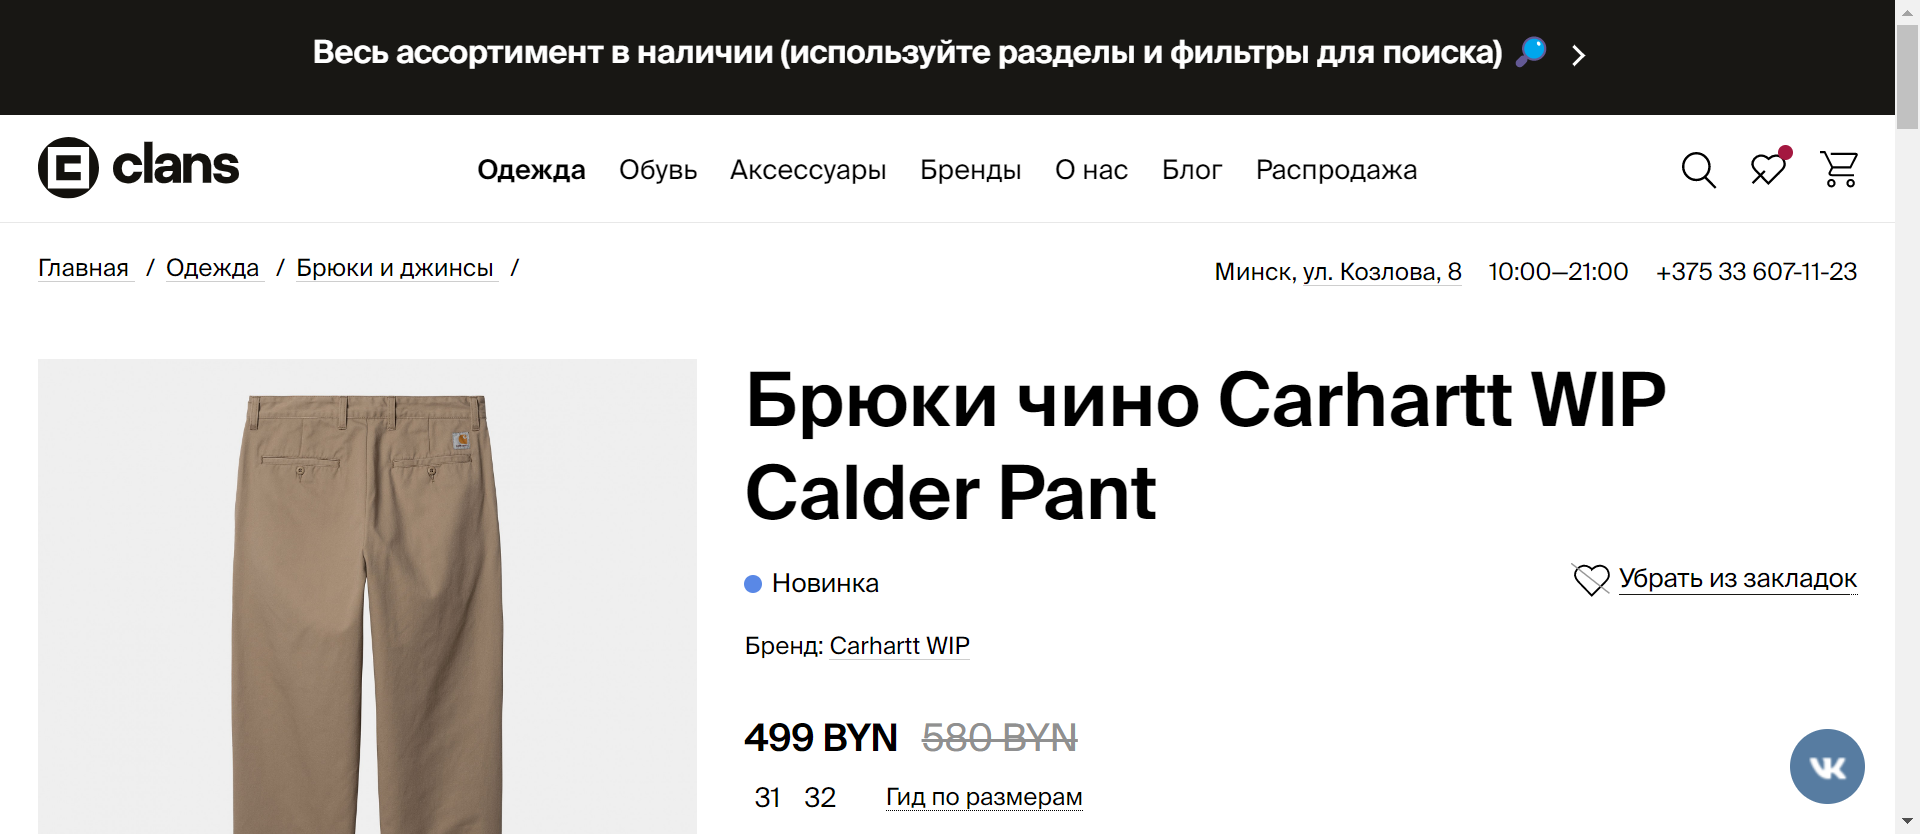 Весь ассортимент в наличии (используйте разделы и фильтры для поиска) 🔎 >
clans
Одежда Обувь Аксессуары Бренды О нас Блог Распродажа
Главная / Одежда / Брюки и джинсы /
Минск, ул. Козлова, 8 10:00—21:00 +375 33 607-11-23
Брюки чино Carhartt WIP
Calder Pant
Новинка
Убрать из закладок
Бренд: Carhartt WIP
499 BYN 580 BYN
31 32 Гид по размерам